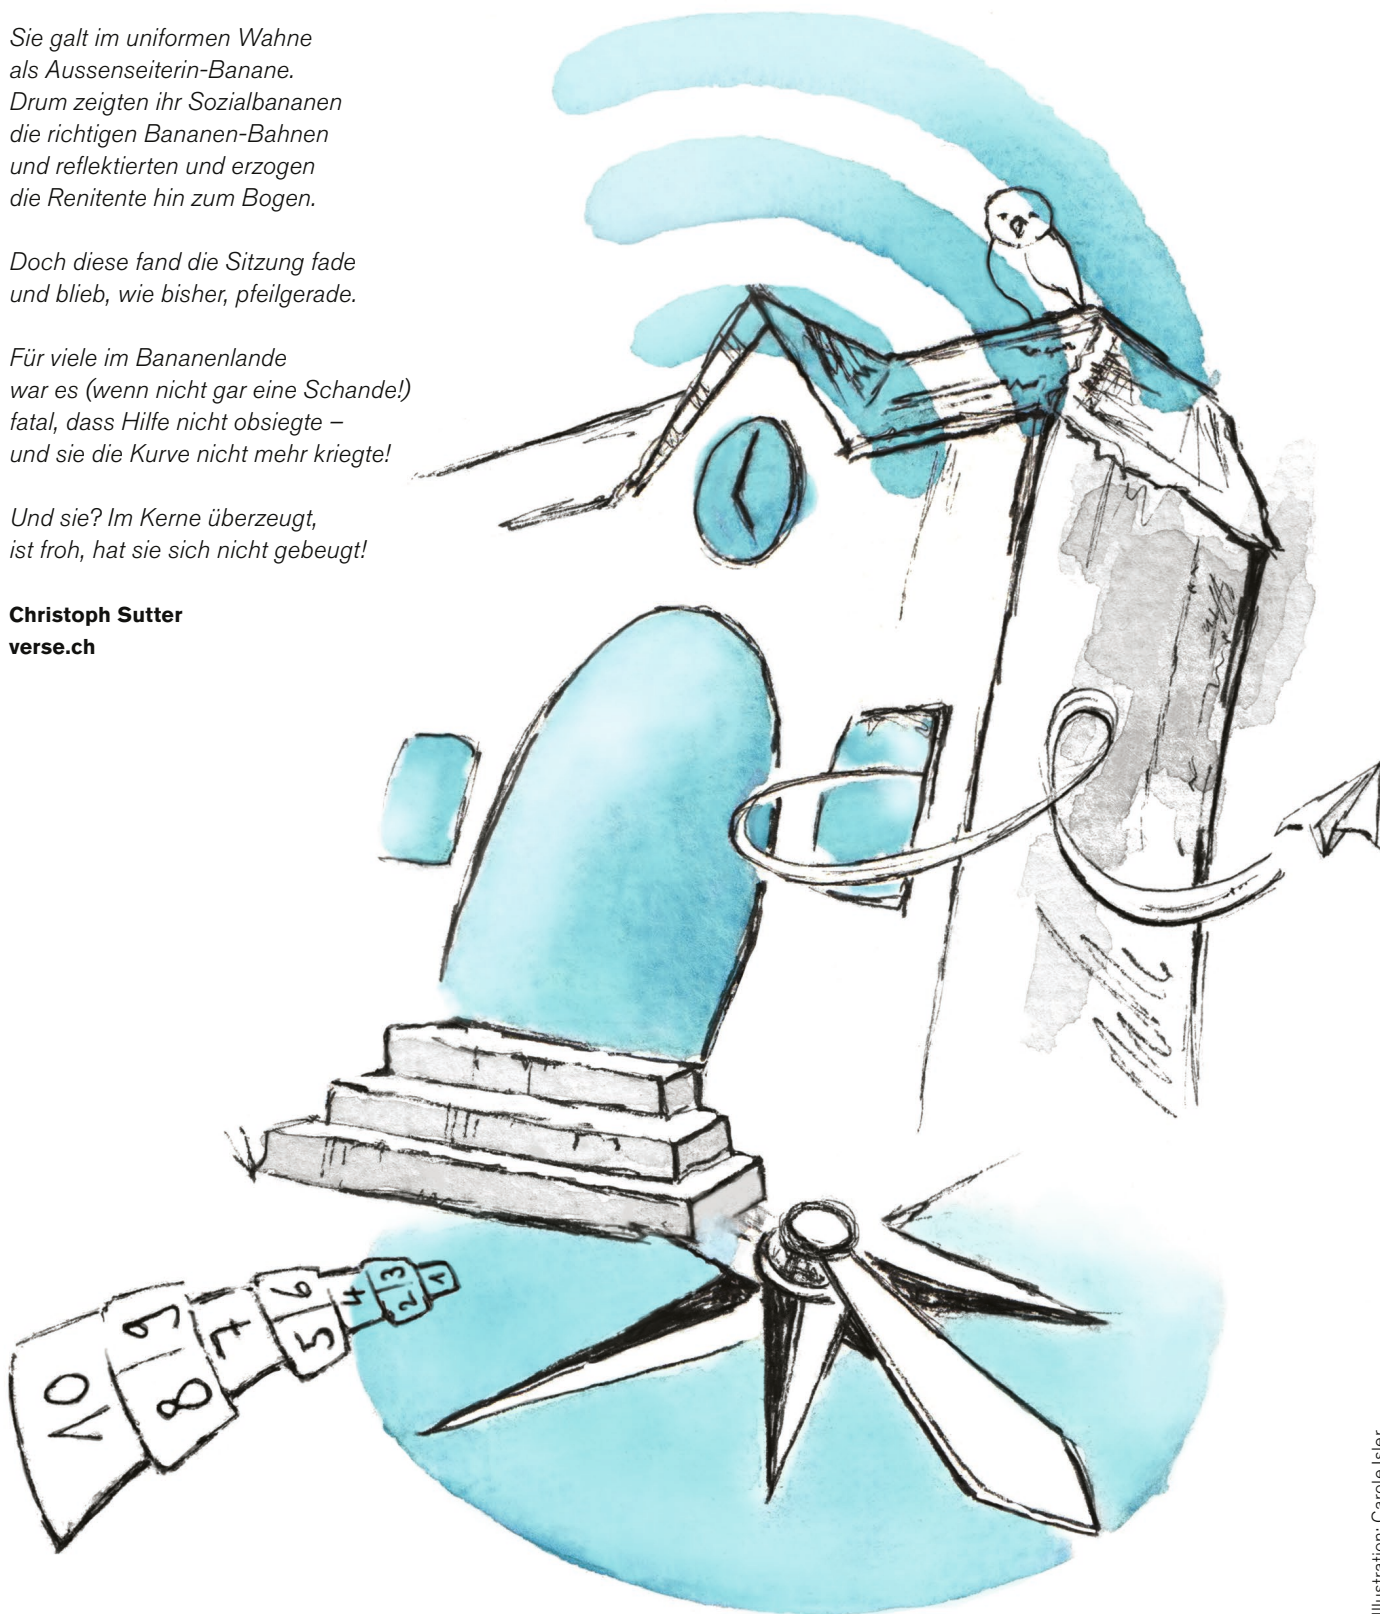 Sie galt im uniformen Wahne
als Aussenseiterin-Banane.
Drum zeigten ihr Sozialbananen
die richtigen Bananen-Bahnen
und reflektierten und erzogen
die Renitente hin zum Bogen.
Doch diese fand die Sitzung fade
und blieb, wie bisher, pfeilgerade.
Für viele im Bananenlande
war es (wenn nicht gar eine Schande!)
fatal, dass Hilfe nicht obsiegte –
und sie die Kurve nicht mehr kriegte!
Und sie? Im Kerne überzeugt,
ist froh, hat sie sich nicht gebeugt!
Christoph Sutter
verse.ch
10
9
8
7
6
5
4
3
2
1
Illustration: Carole Isler